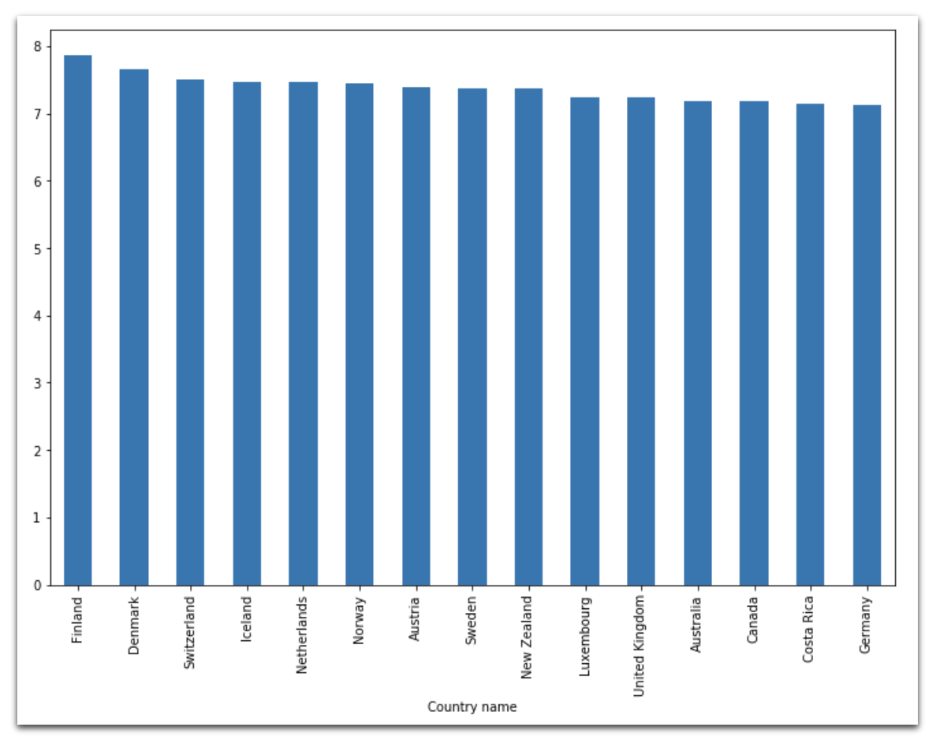 8
7
6
5
4
3
2
1
0
Finland
Denmark
Switzerland
Iceland
Netherlands
Norway
Austria
Sweden
New Zealand
Luxembourg
United Kingdom
Australia
Canada
Costa Rica
Germany
Country name